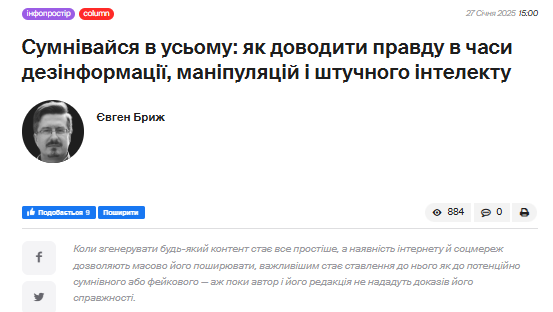 інфопростір column 27 Січня 2025 15:00
Сумнівайся в усьому: як доводити правду в часи
дезінформації, маніпуляцій і штучного інтелекту
Євген Бриж
Подобається 9 Поширити 884 0
Коли згенерувати будь-який контент стає все простіше, а наявність інтернету й соцмереж
дозволяють масово його поширювати, важливішим стає ставлення до нього як до потенційно
сумнівного або фейкового — аж поки автор і його редакція не нададуть доказів його
справжності.